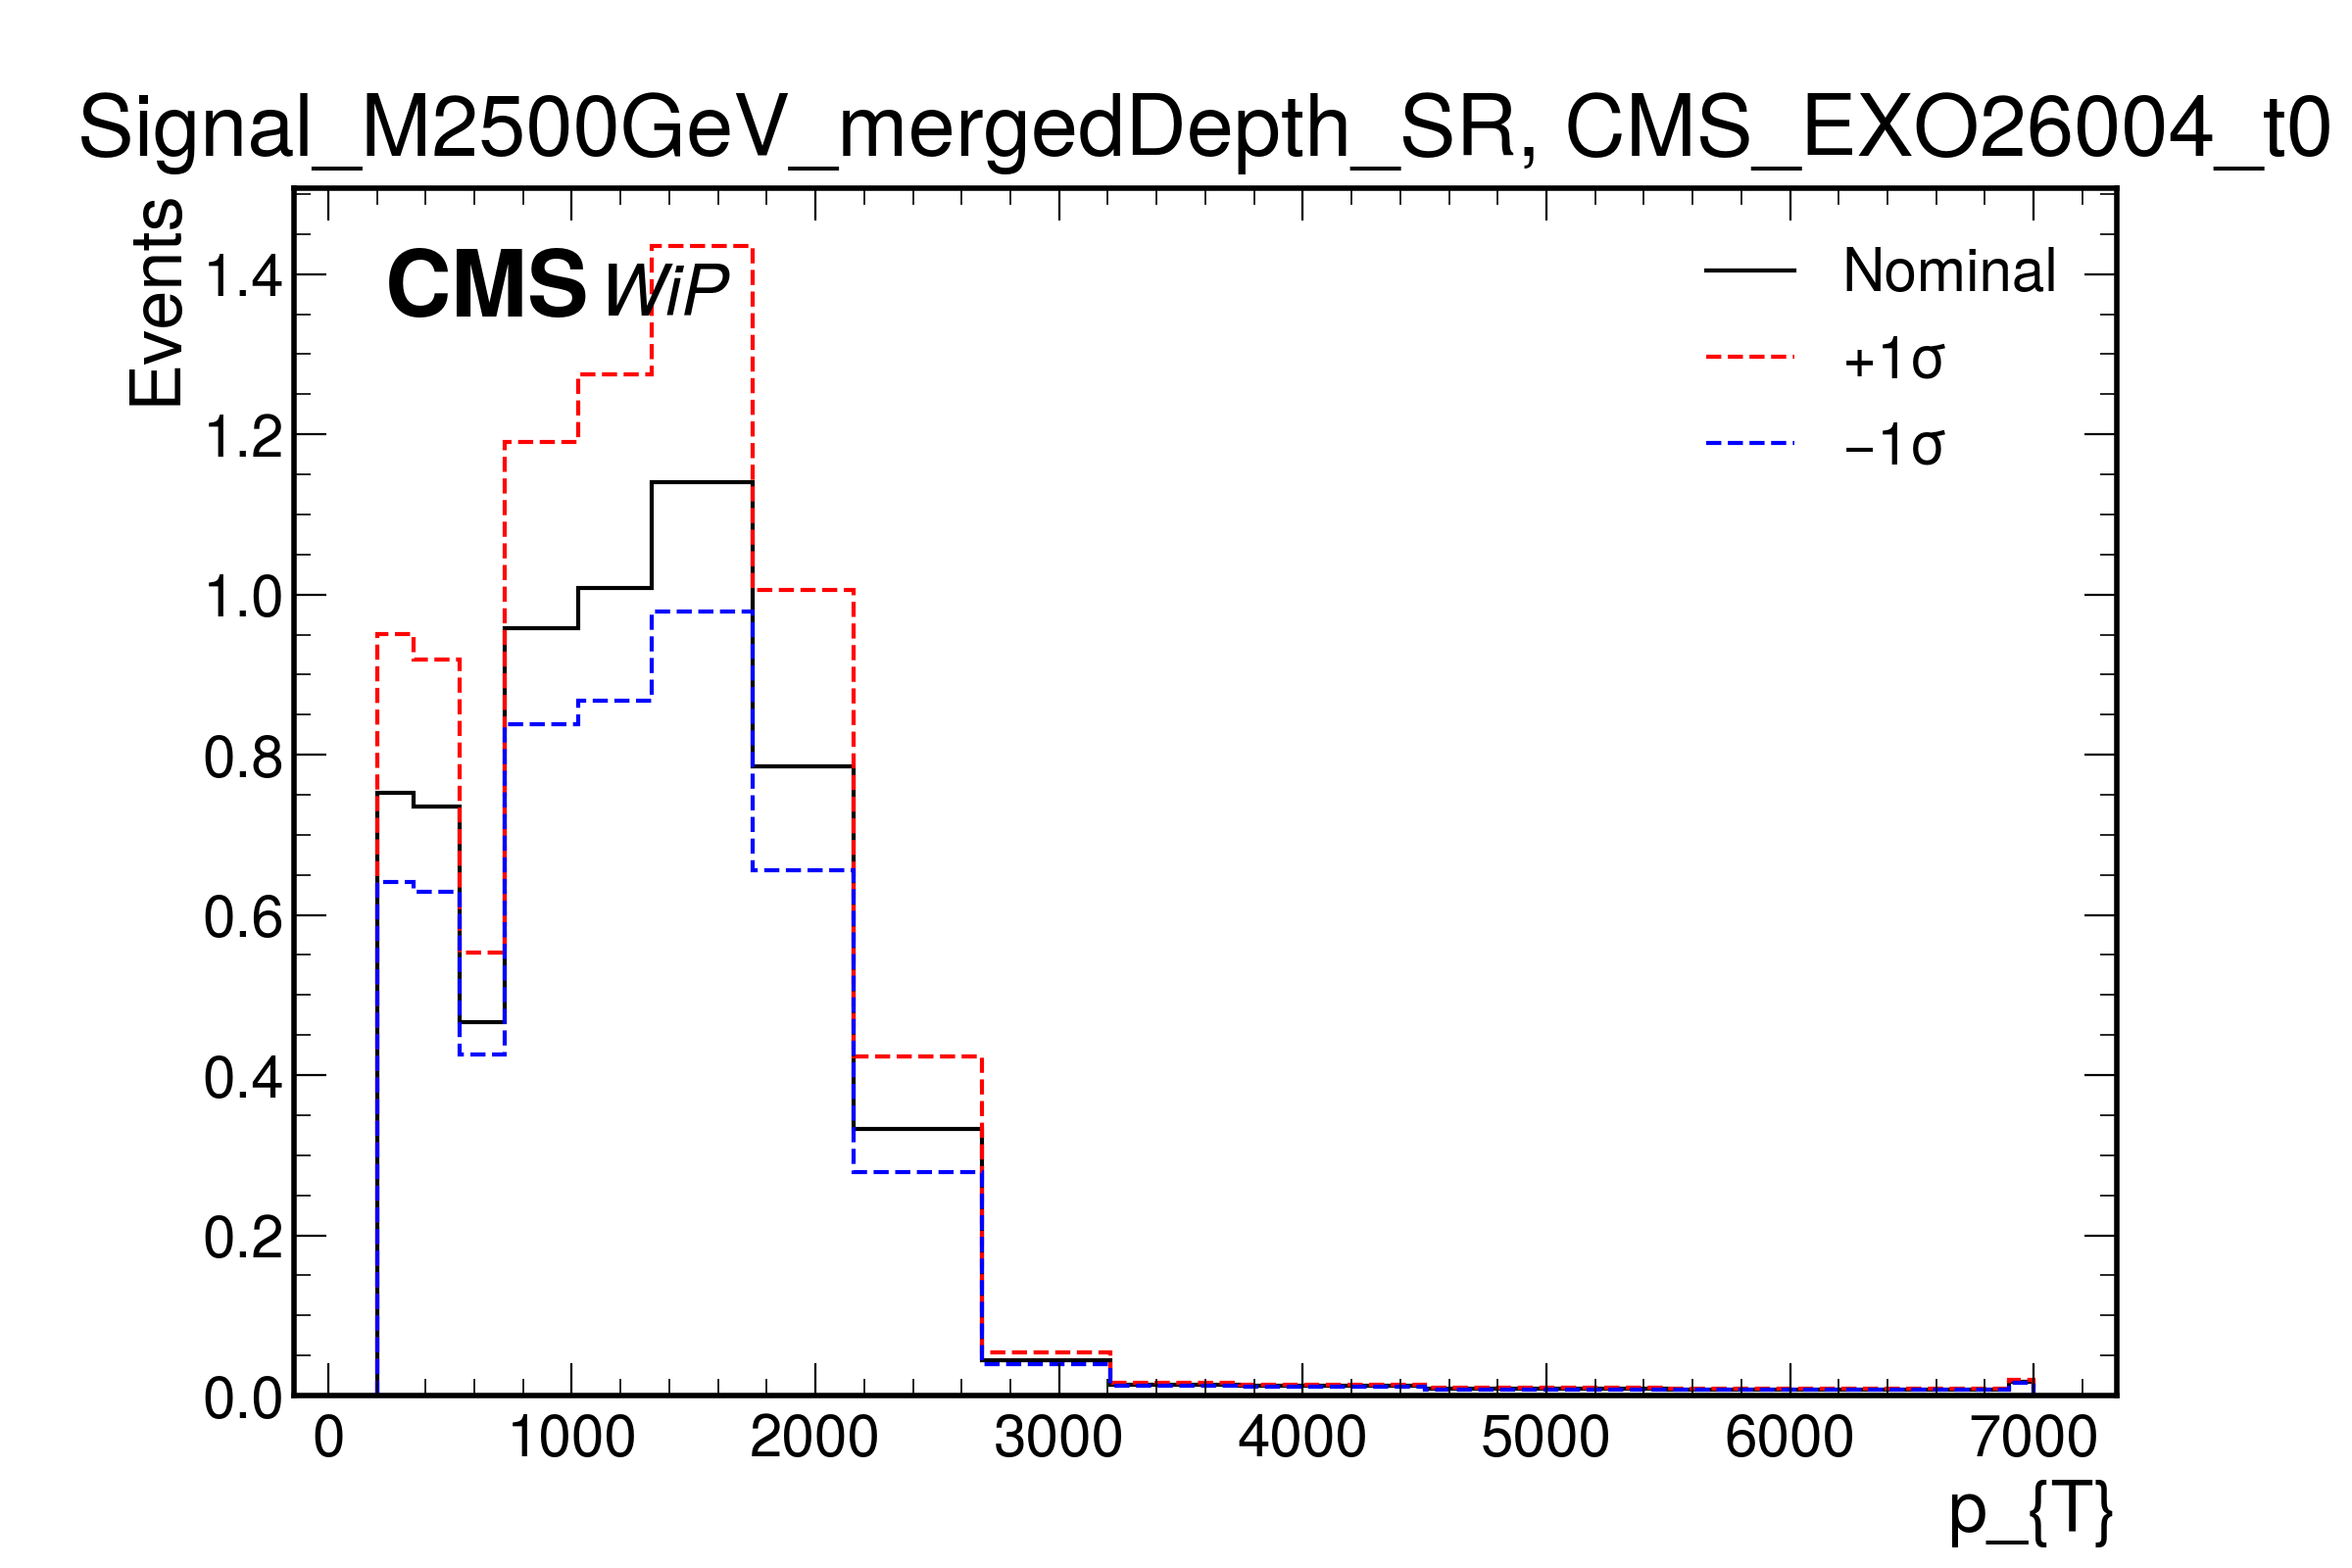 Signal_M2500GeV_mergedDepth_SR, CMS_EXO26004_t0
Events
CMS WiP
Nominal
+1σ
−1σ
1.4
1.2
1.0
0.8
0.6
0.4
0.2
0.0
0 1000 2000 3000 4000 5000 6000 7000
p_{T}